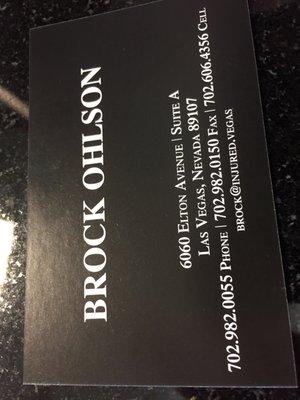 BROCK OHLSON
6060 ELTON AVENUE | SUITE A
LAS VEGAS, NEVADA 89107
702.982.0055 PHONE | 702.982.0150 FAX | 702.606.4356 CELL
BROCK@INJURED.VEGAS